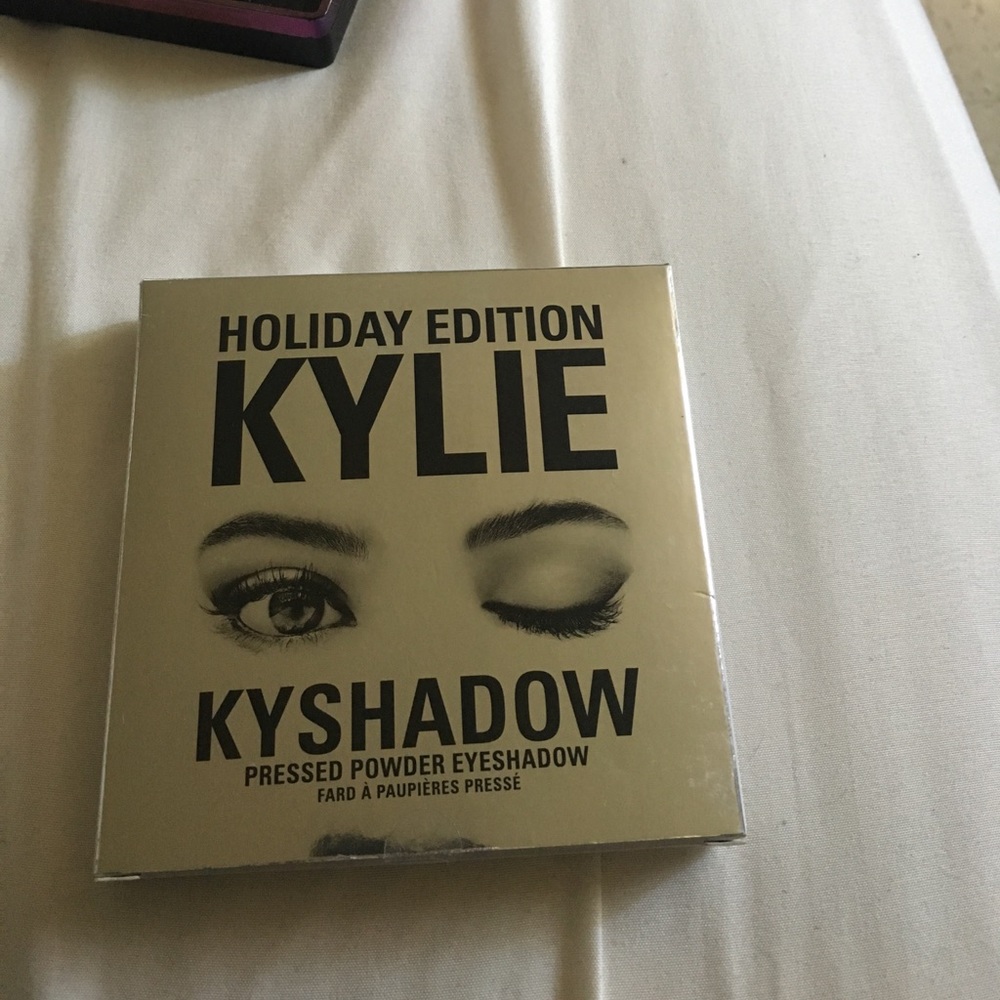 HOLIDAY EDITION
KYLIE
KYSHADOW
PRESSED POWDER EYESHADOW
FARD À PAUPIÈRES PRESSÉ